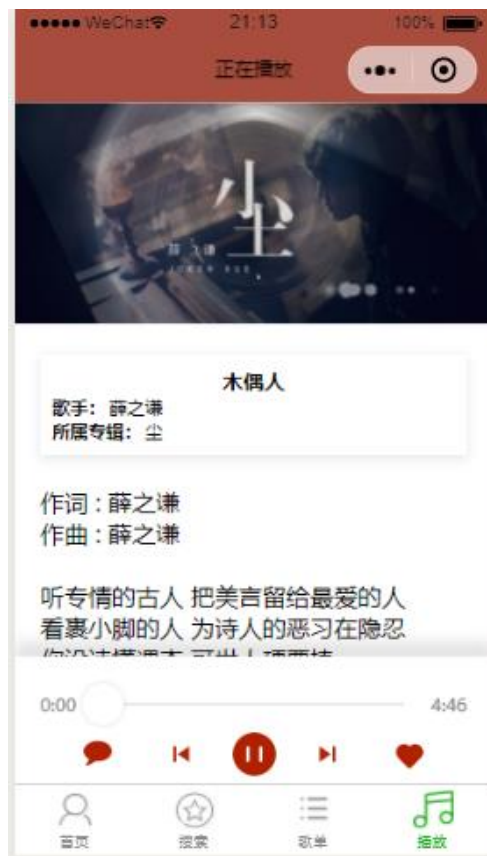 WeChat 21:13 100%
正在播放
尘
薛之谦
木偶人
歌手：薛之谦
所属专辑：尘
作词 : 薛之谦
作曲 : 薛之谦
听专情的古人 把美言留给最爱的人
看裹小脚的人 为诗人的恶习在隐忍
0:00 4:46
首页 搜索 歌单 播放